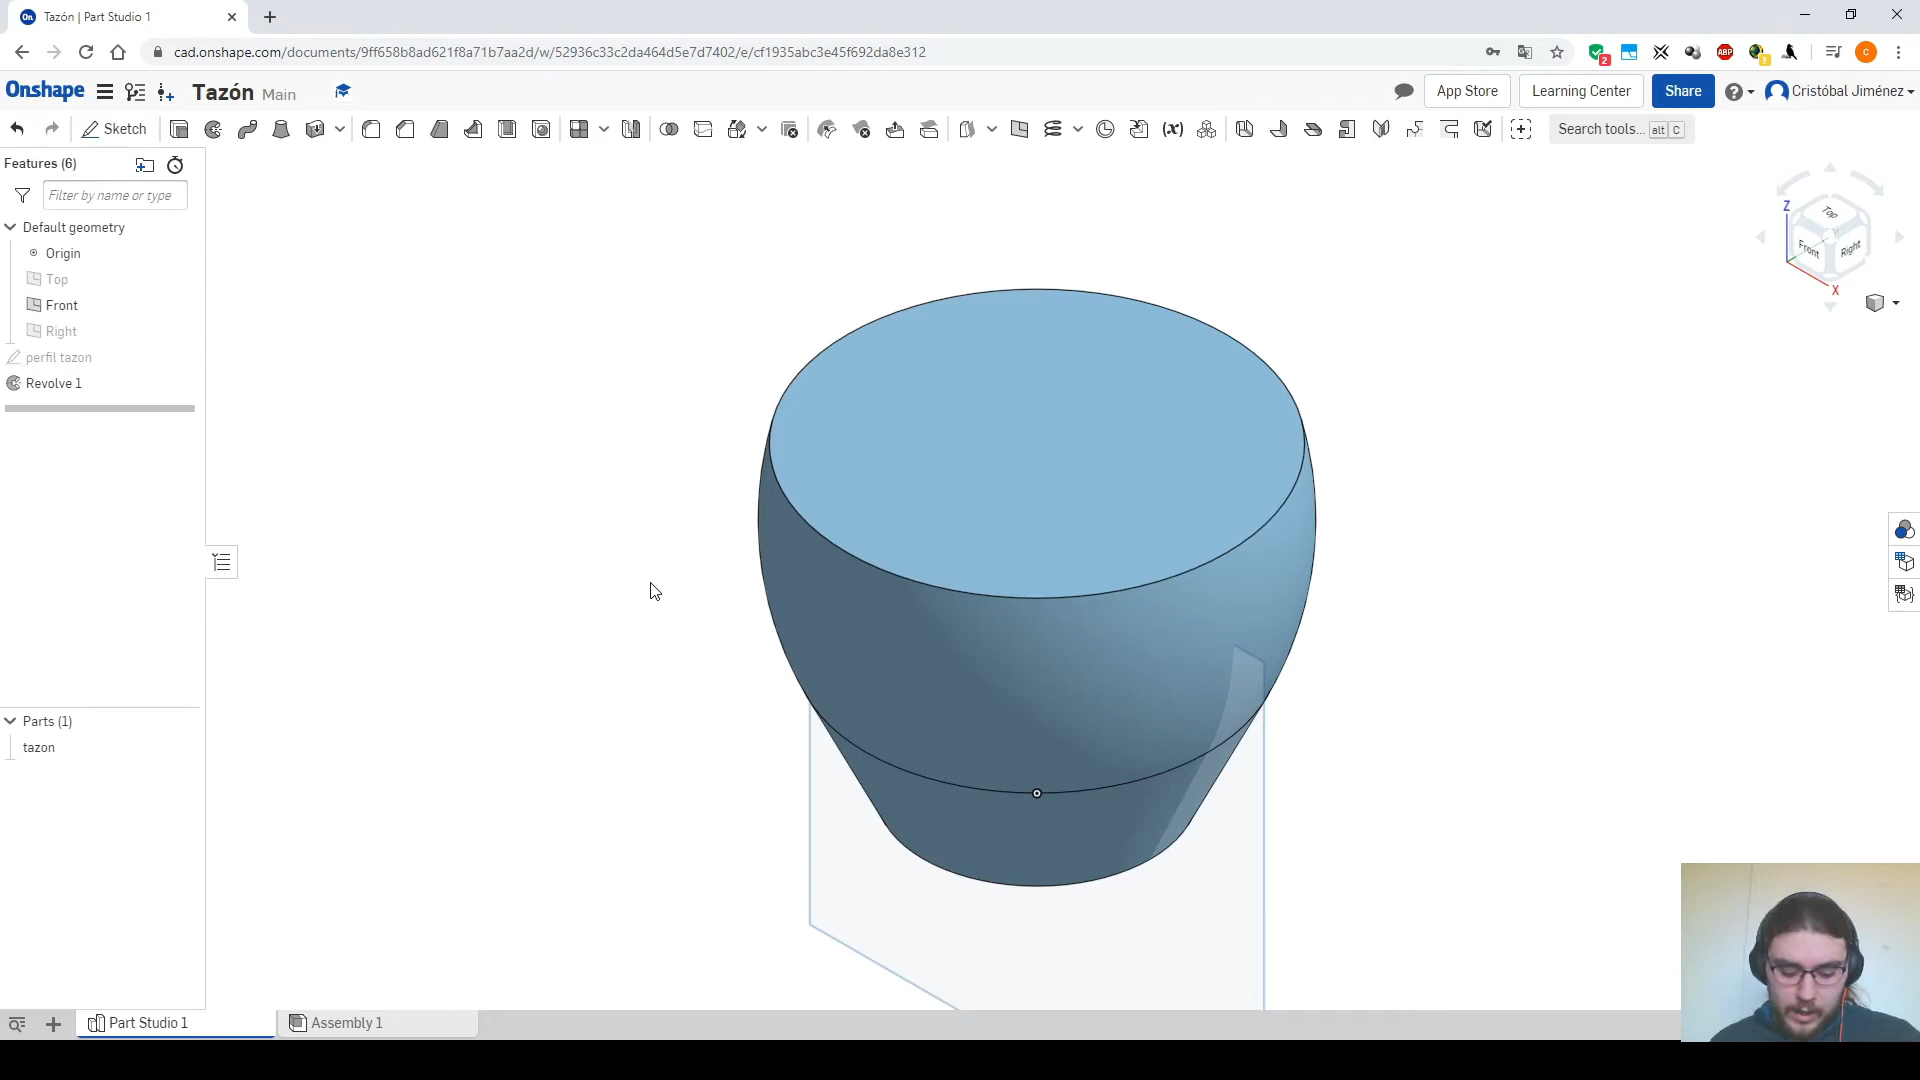 Tazón | Part Studio 1
cad.onshape.com/documents/9ff658b8ad621f8a71b7aa2d/w/52936c33c2da464d5e7d7402/e/cf1935abc3e45f692da8e312
2
ABP
C
Onshape
Tazón Main
App Store
Learning Center
Share
Cristóbal Jiménez
Sketch
(x)
Search tools... alt C
Features (6)
Filter by name or type
Default geometry
Origin
Top
Front
Right
perfil tazon
Revolve 1
Z
Top
Front
Right
X
Parts (1)
tazon
Part Studio 1
Assembly 1